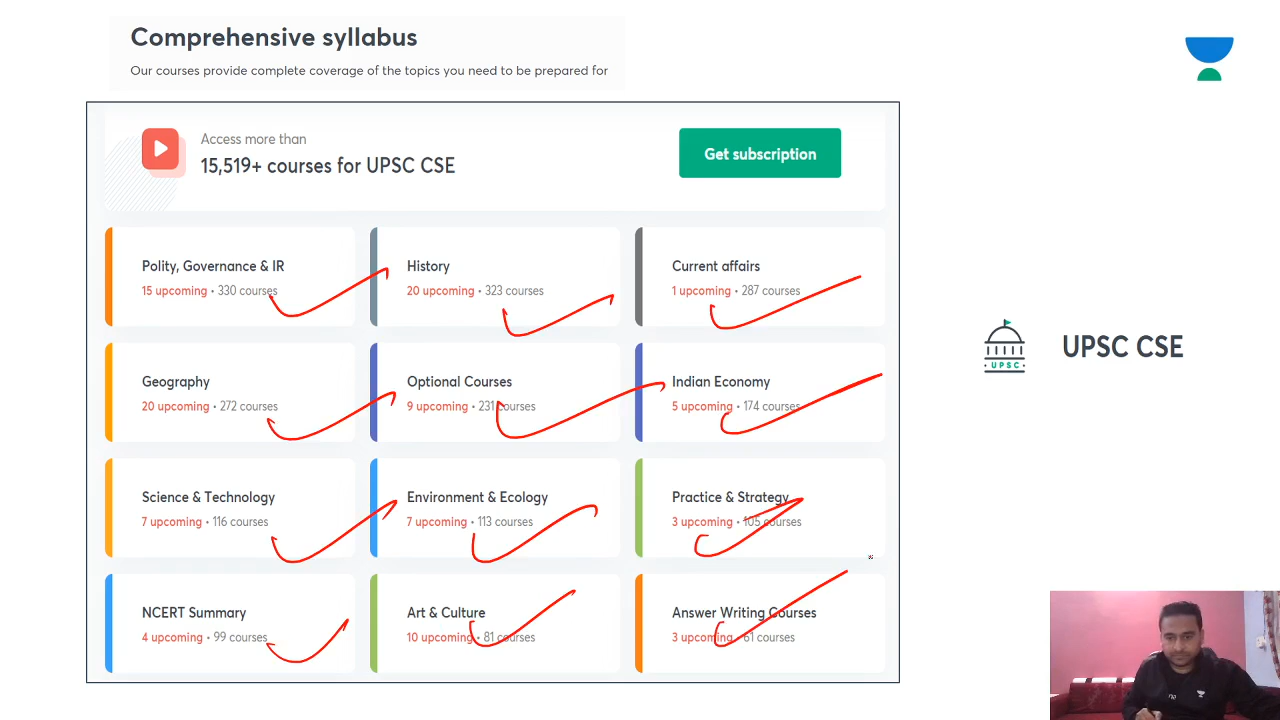 Comprehensive syllabus
Our courses provide complete coverage of the topics you need to be prepared for
Access more than
15,519+ courses for UPSC CSE
Get subscription
Polity, Governance & IR
15 upcoming • 330 courses
History
20 upcoming • 323 courses
Current affairs
1 upcoming • 287 courses
Geography
20 upcoming • 272 courses
Optional Courses
9 upcoming • 231 courses
Indian Economy
5 upcoming • 174 courses
Science & Technology
7 upcoming • 116 courses
Environment & Ecology
7 upcoming • 113 courses
Practice & Strategy
3 upcoming • 105 courses
NCERT Summary
4 upcoming • 99 courses
Art & Culture
10 upcoming • 81 courses
Answer Writing Courses
3 upcoming • 61 courses
UPSC
UPSC CSE